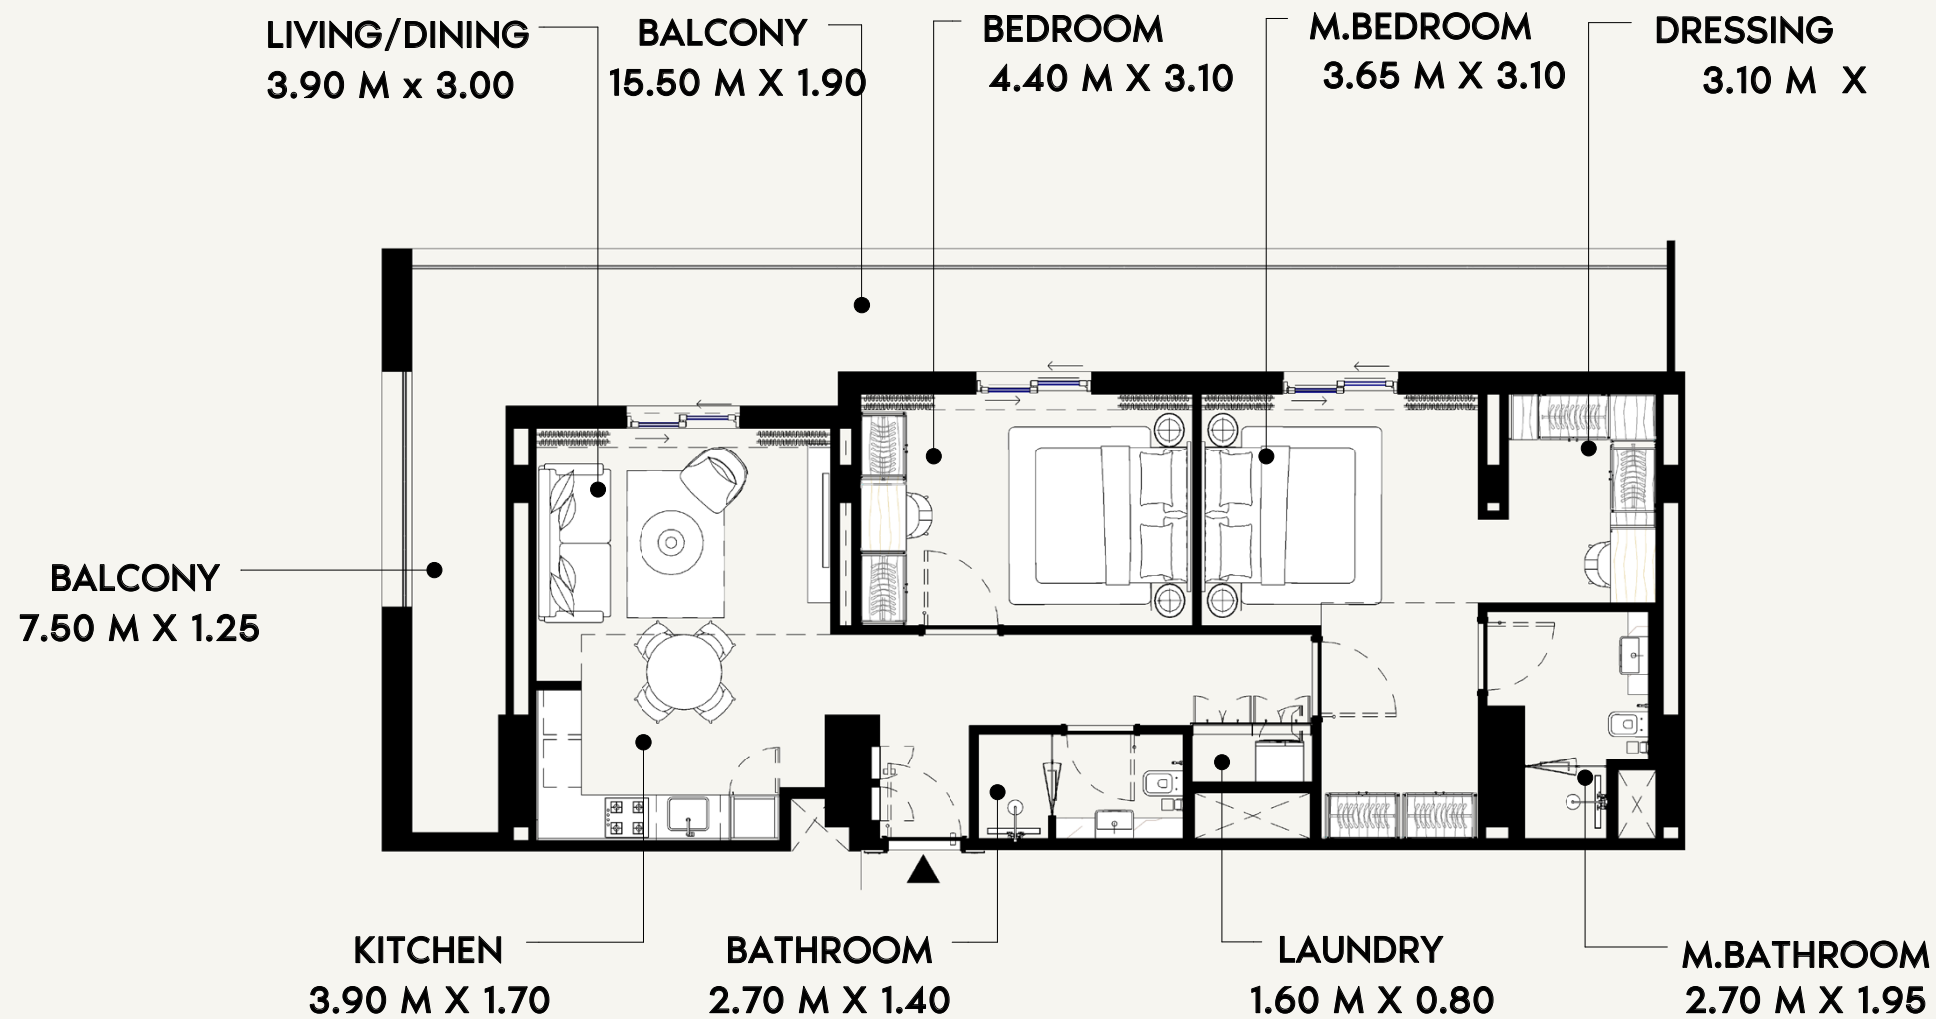 LIVING/DINING
3.90 M x 3.00
BALCONY
15.50 M X 1.90
BEDROOM
4.40 M X 3.10
M.BEDROOM
3.65 M X 3.10
DRESSING
3.10 M X
BALCONY
7.50 M X 1.25
KITCHEN
3.90 M X 1.70
BATHROOM
2.70 M X 1.40
LAUNDRY
1.60 M X 0.80
M.BATHROOM
2.70 M X 1.95